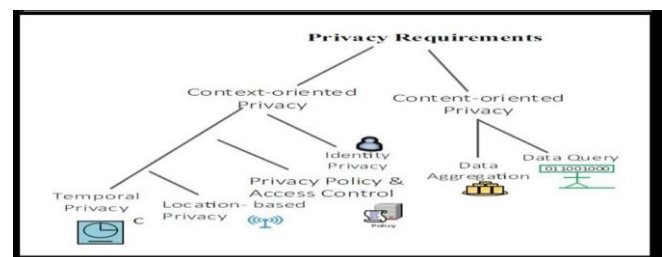 Privacy Requirements
Context-oriented
Privacy
Content-oriented
Privacy
Identity
Privacy
Data
Aggregation
Data Query
011001000
Privacy Policy &
Access Control
Temporal
Privacy
C
Location- based
Privacy
Policy